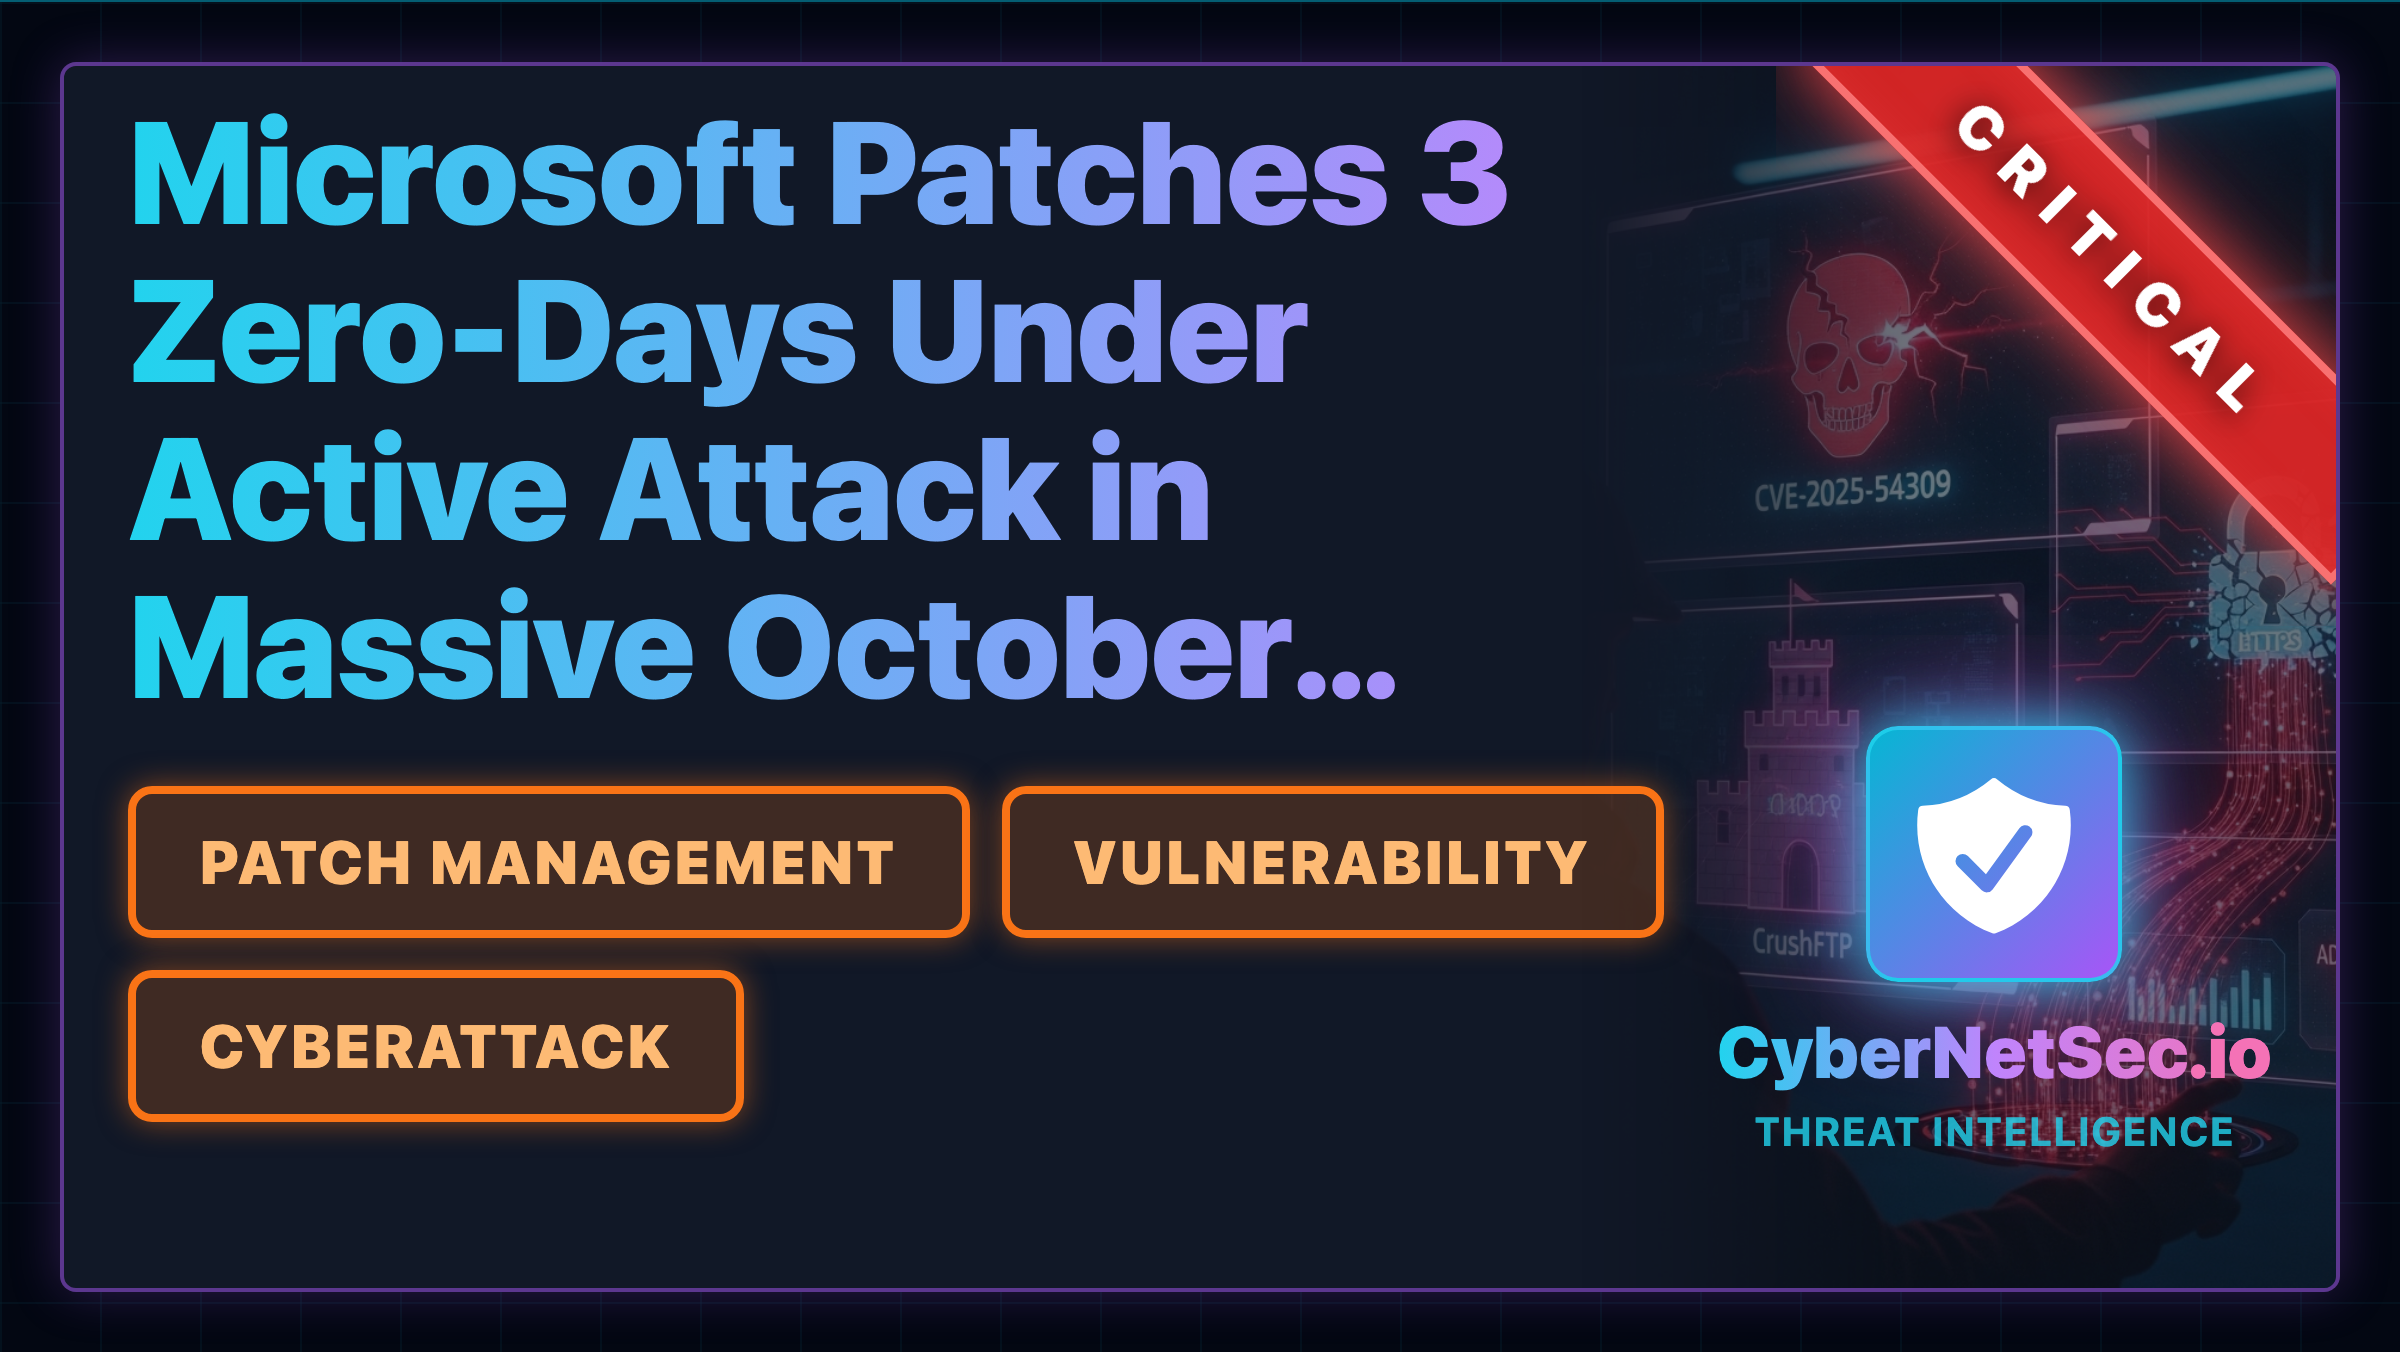 Microsoft Patches 3
Zero-Days Under
Active Attack in
Massive October...
CRITICAL
CVE-2025-54309
HTTPS
PATCH MANAGEMENT
VULNERABILITY
CYBERATTACK
CrushFTP
AD
CyberNetSec.io
THREAT INTELLIGENCE